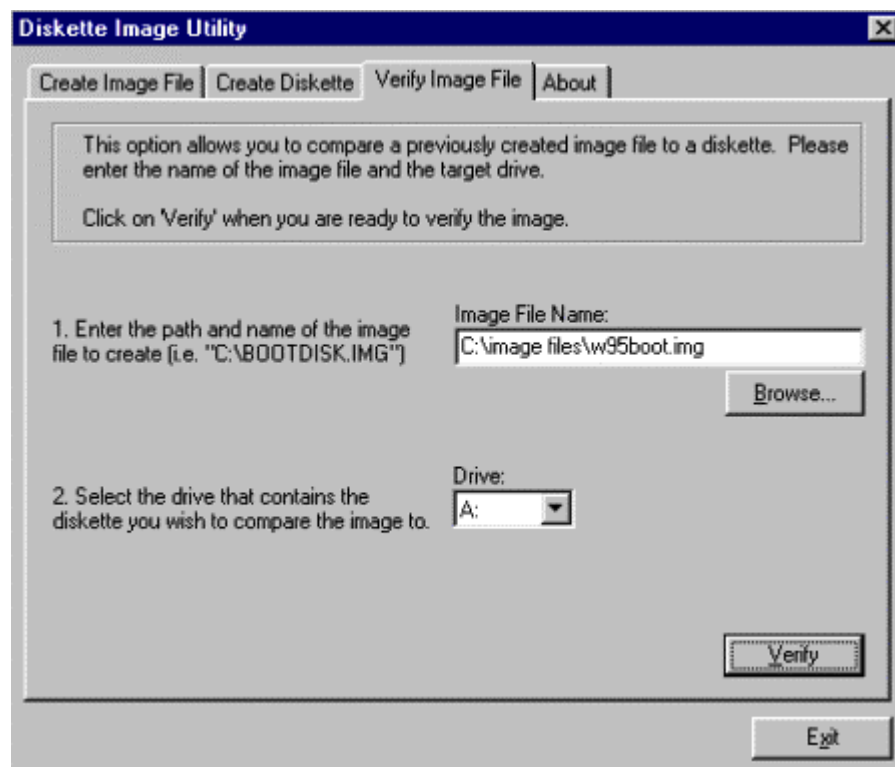 Diskette Image Utility
Create Image File
Create Diskette
Verify Image File
About
This option allows you to compare a previously created image file to a diskette. Please
enter the name of the image file and the target drive.
Click on 'Verify' when you are ready to verify the image.
1. Enter the path and name of the image
file to create (i.e. "C:\BOOTDISK.IMG")
Image File Name:
C:\image files\w95boot.img
Browse...
2. Select the drive that contains the
diskette you wish to compare the image to.
Drive:
A:
Verify
Exit